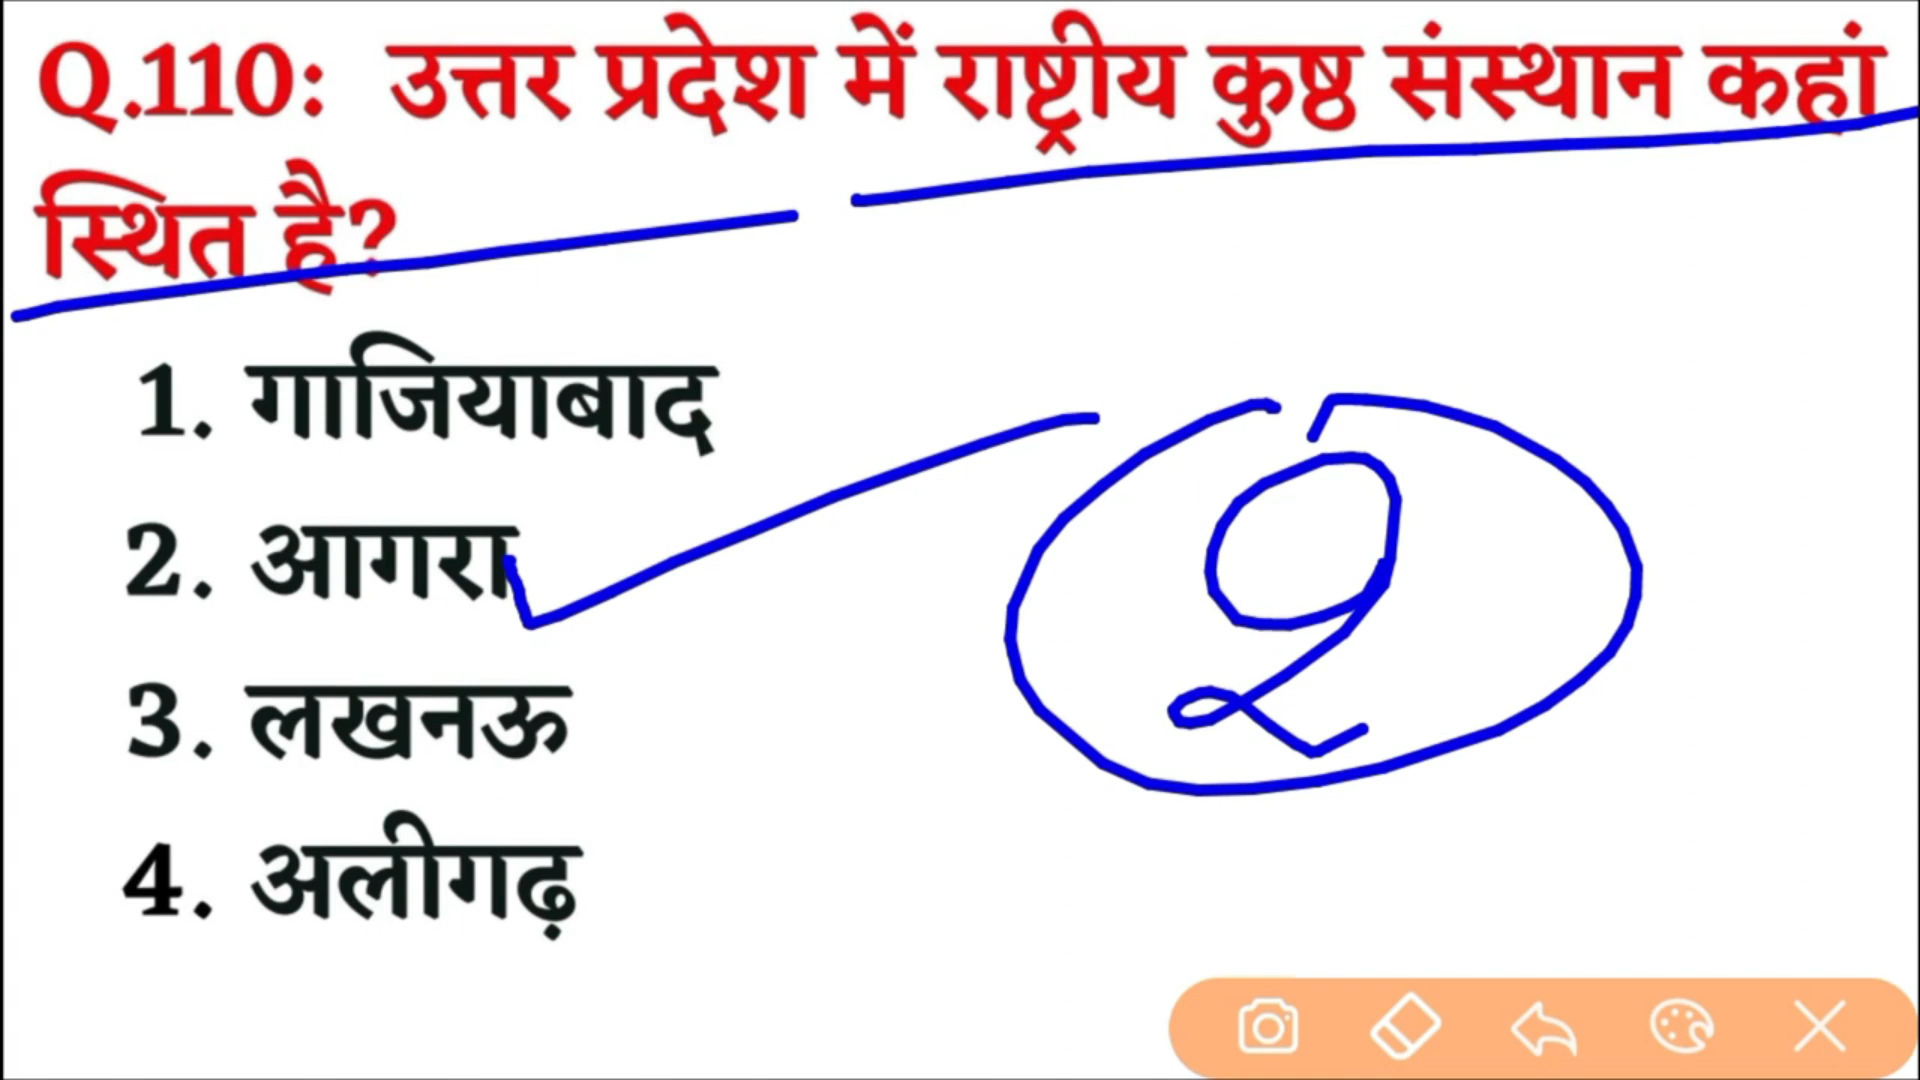 Q.110: उत्तर प्रदेश में राष्ट्रीय कुष्ठ संस्थान कहां
स्थित है?
1. गाजियाबाद
2. आगरा
3. लखनऊ
4. अलीगढ़
2